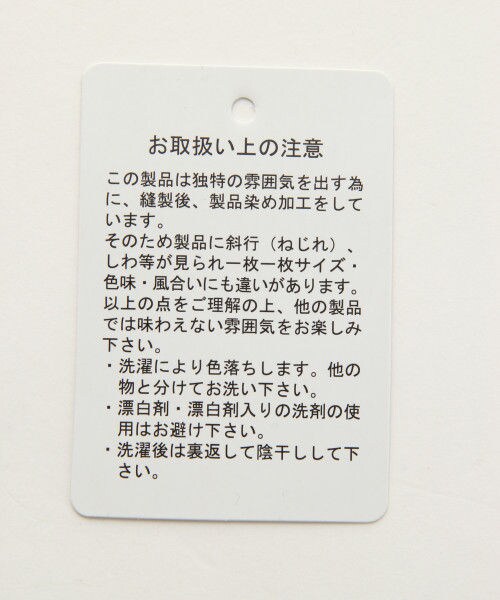 お取扱い上の注意
この製品は独特の雰囲気を出す為
に、縫製後、製品染め加工をして
います。
そのため製品に斜行（ねじれ）、
しわ等が見られ一枚一枚サイズ・
色味・風合いにも違いがあります。
以上の点をご理解の上、他の製品
では味わえない雰囲気をお楽しみ
下さい。
・洗濯により色落ちします。他の
物と分けてお洗い下さい。
・漂白剤・漂白剤入りの洗剤の使
用はお避け下さい。
・洗濯後は裏返して陰干しして下
さい。